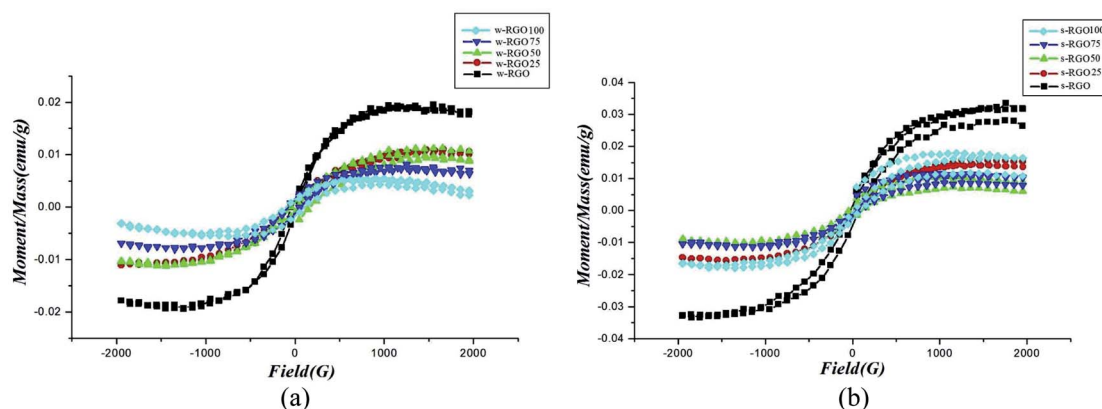 w-RGO100
w-RGO75
w-RGO50
w-RGO25
w-RGO
0.02
0.01
0.00
-0.01
-0.02
Moment/Mass(emu/g)
-2000 -1000 0 1000 2000
Field(G)
(a)
s-RGO100
s-RGO75
s-RGO50
s-RGO25
s-RGO
0.04
0.03
0.02
0.01
0.00
-0.01
-0.02
-0.03
-0.04
Moment/Mass(emu/g)
-2000 -1000 0 1000 2000
Field(G)
(b)